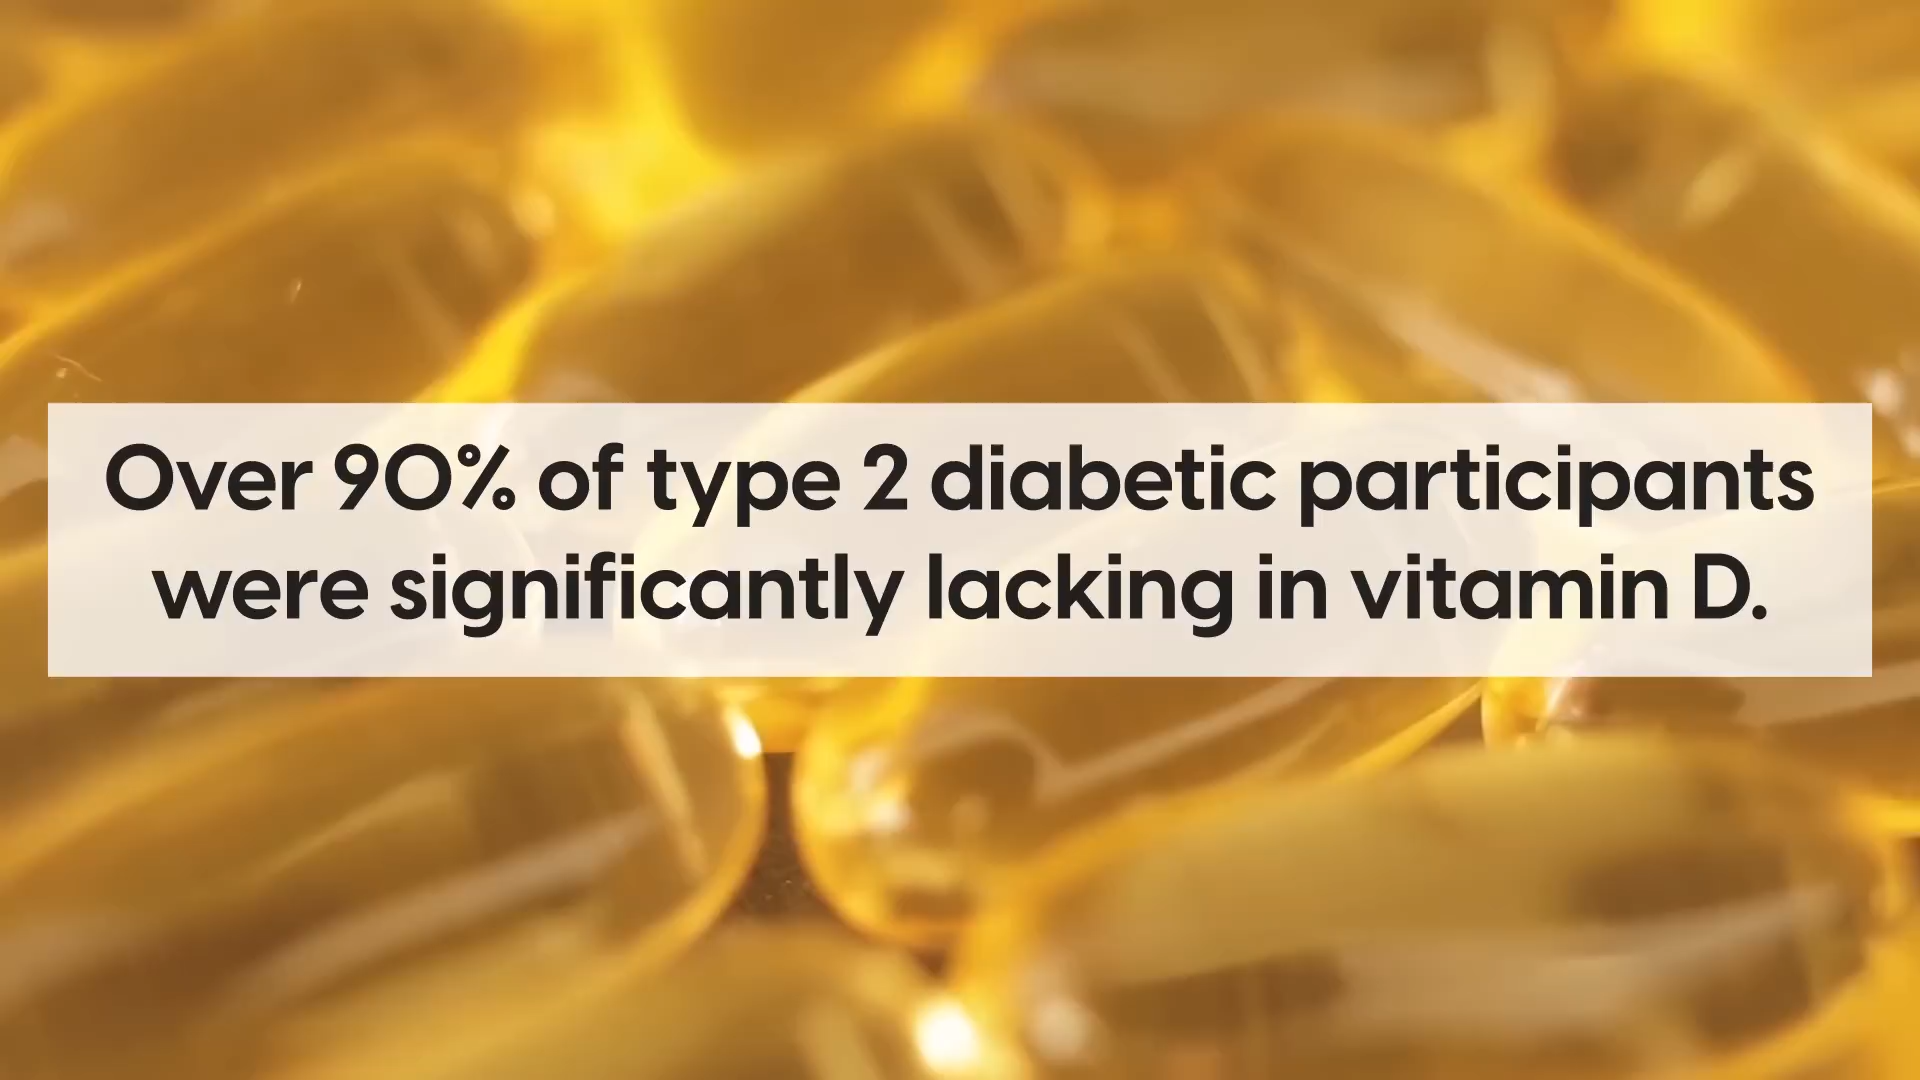 Over 90% of type 2 diabetic participants
were significantly lacking in vitamin D.